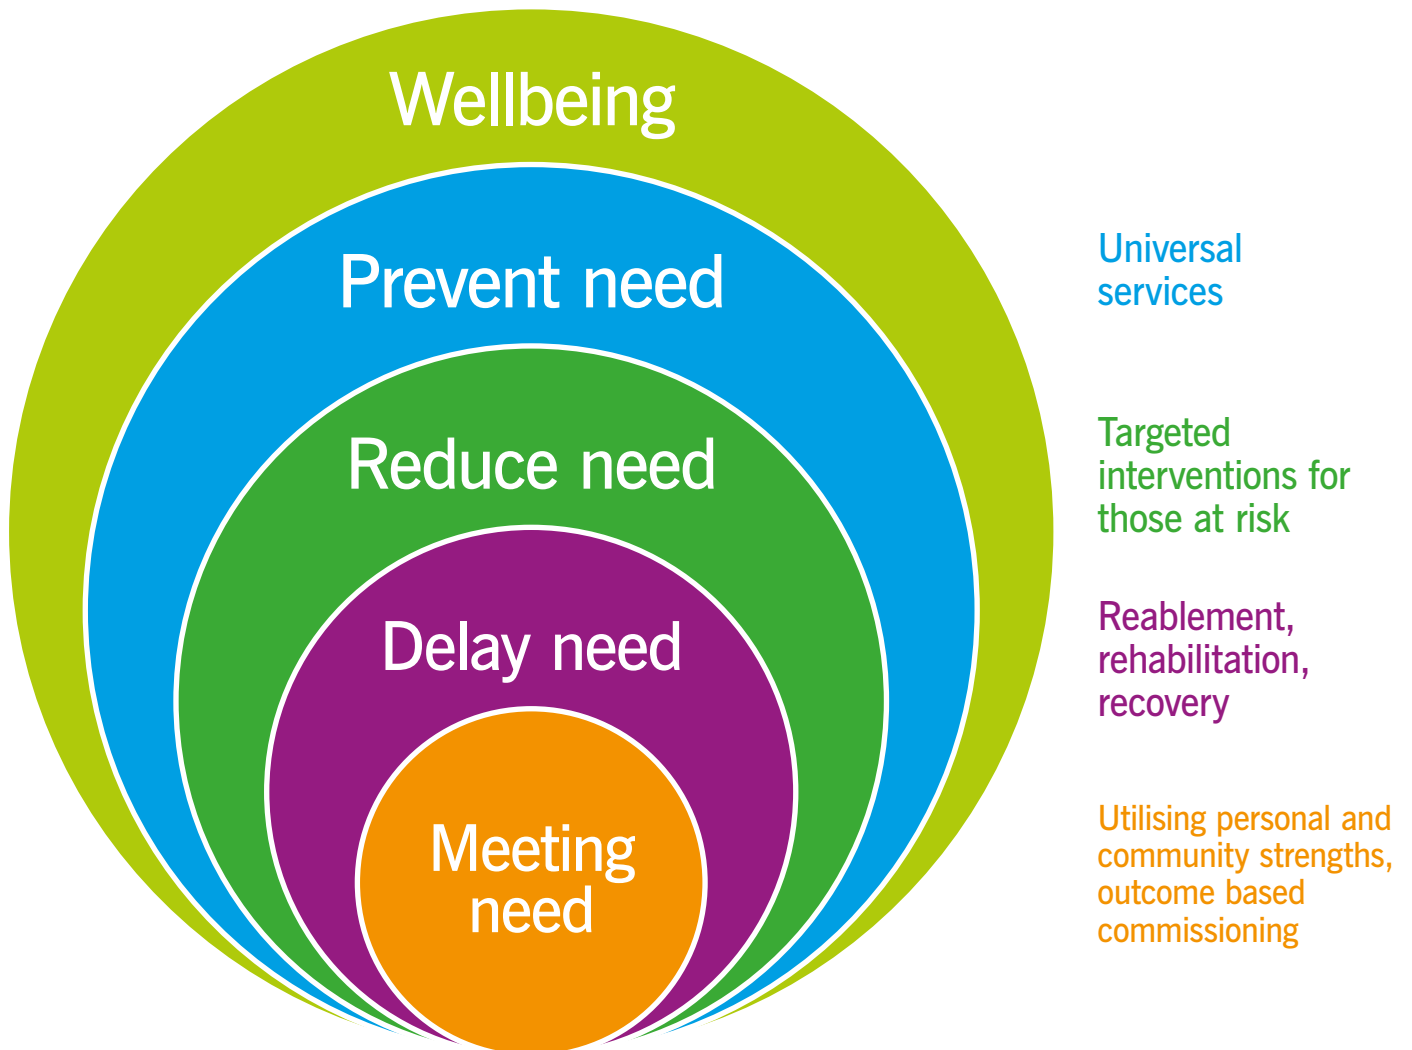 Wellbeing
Prevent need
Universal
services
Reduce need
Targeted
interventions for
those at risk
Delay need
Reablement,
rehabilitation,
recovery
Meeting
need
Utilising personal and
community strengths,
outcome based
commissioning